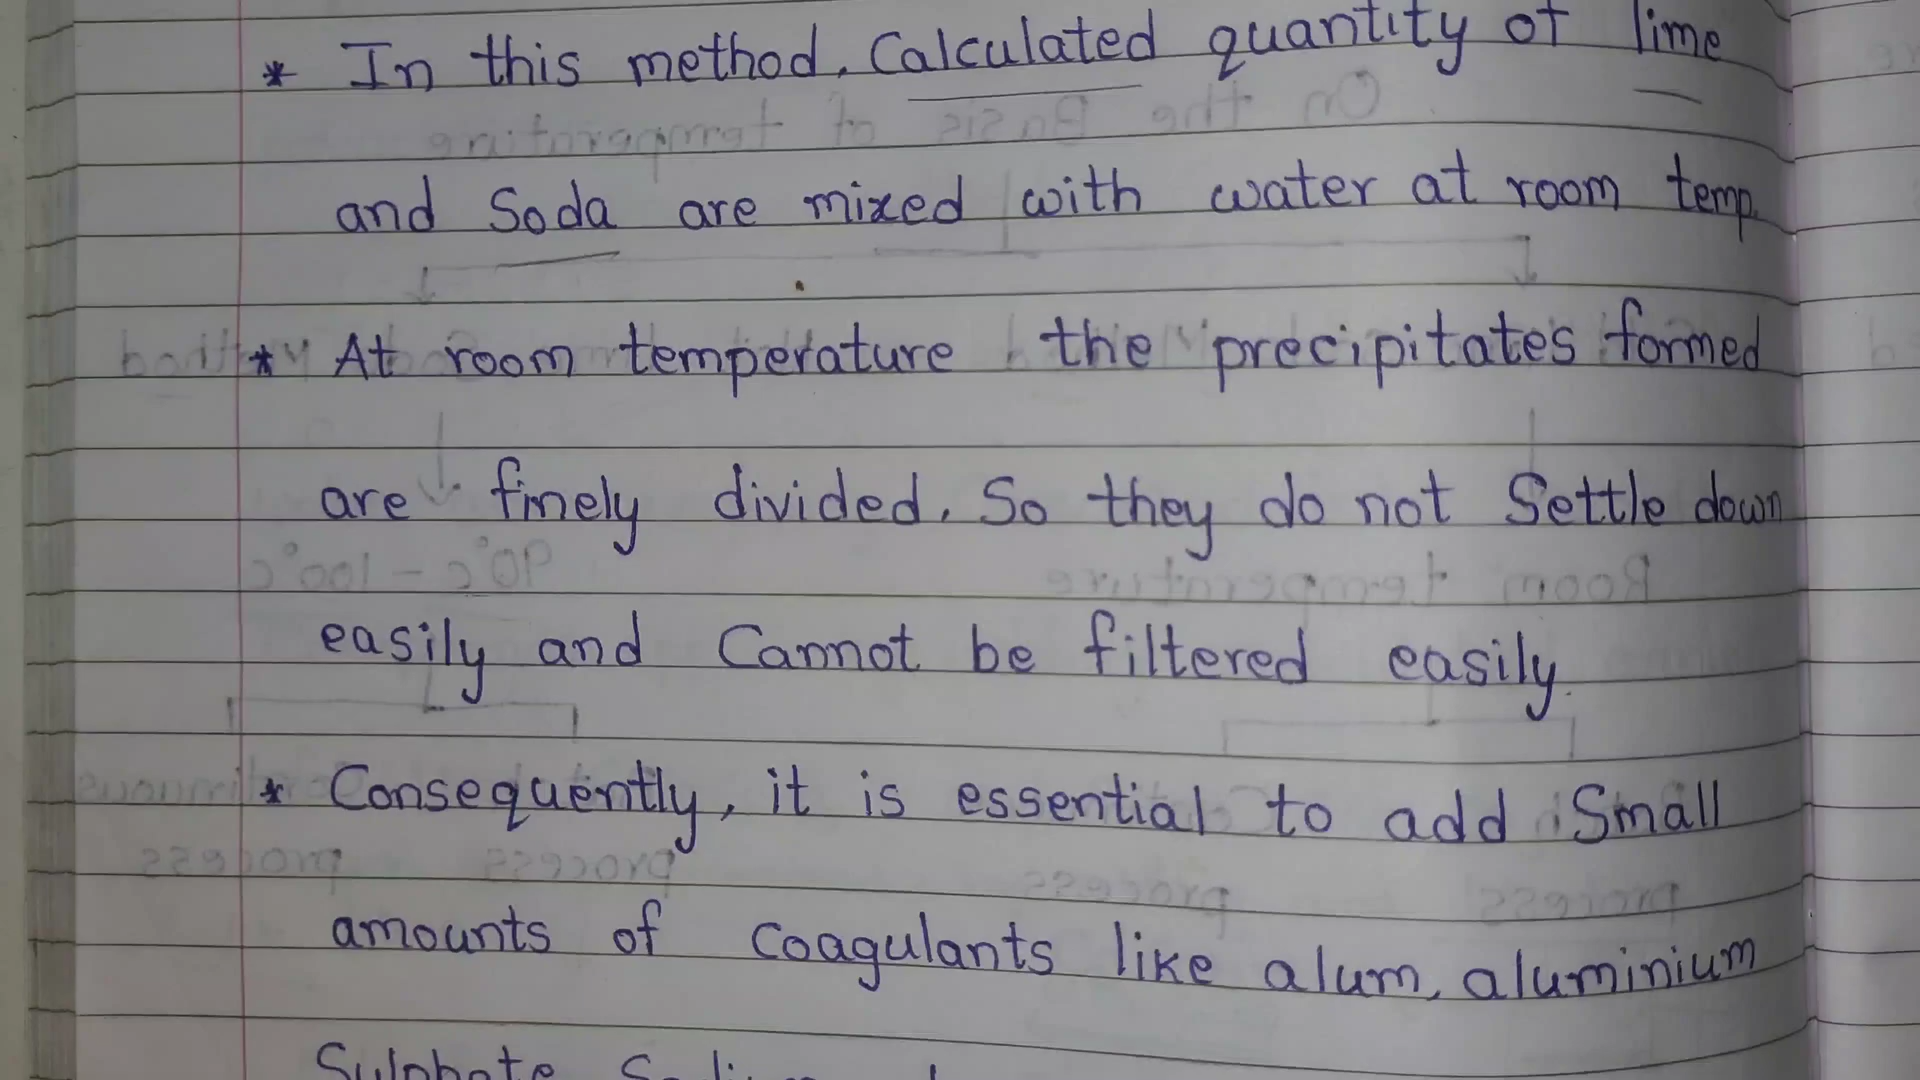 * In this method, Calculated quantity of lime
and Soda are mixed with water at room temp.
* At room temperature the precipitates formed
are finely divided, So they do not Settle down
easily and Cannot be filtered easily.
* Consequently, it is essential to add Small
amounts of Coagulants like alum, aluminium
Sulphate